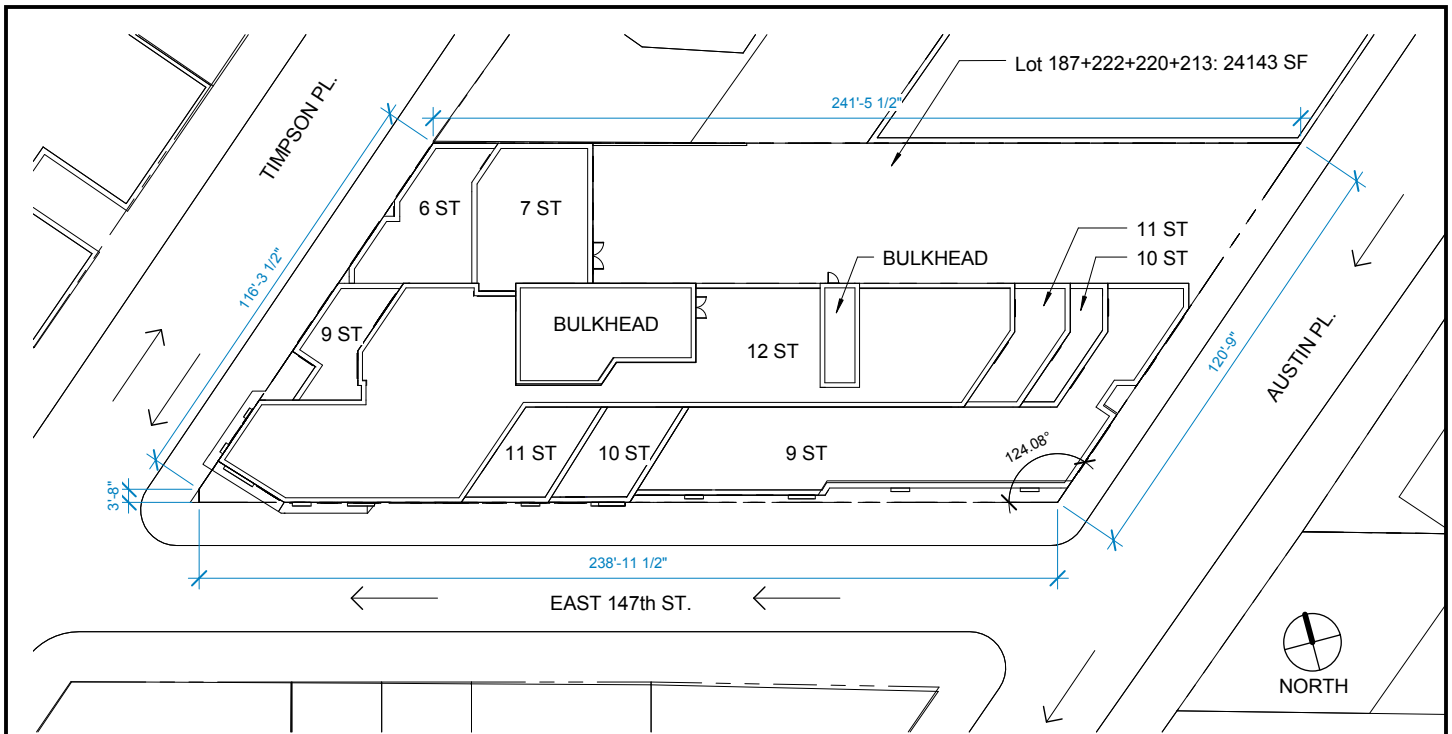 Lot 187+222+220+213: 24143 SF
241'-5 1/2"
TIMPSON PL.
6 ST
7 ST
11 ST
10 ST
BULKHEAD
116'-3 1/2"
9 ST
BULKHEAD
12 ST
120'-9"
AUSTIN PL.
11 ST
10 ST
9 ST
124.08°
3'-8"
238'-11 1/2"
EAST 147th ST.
NORTH